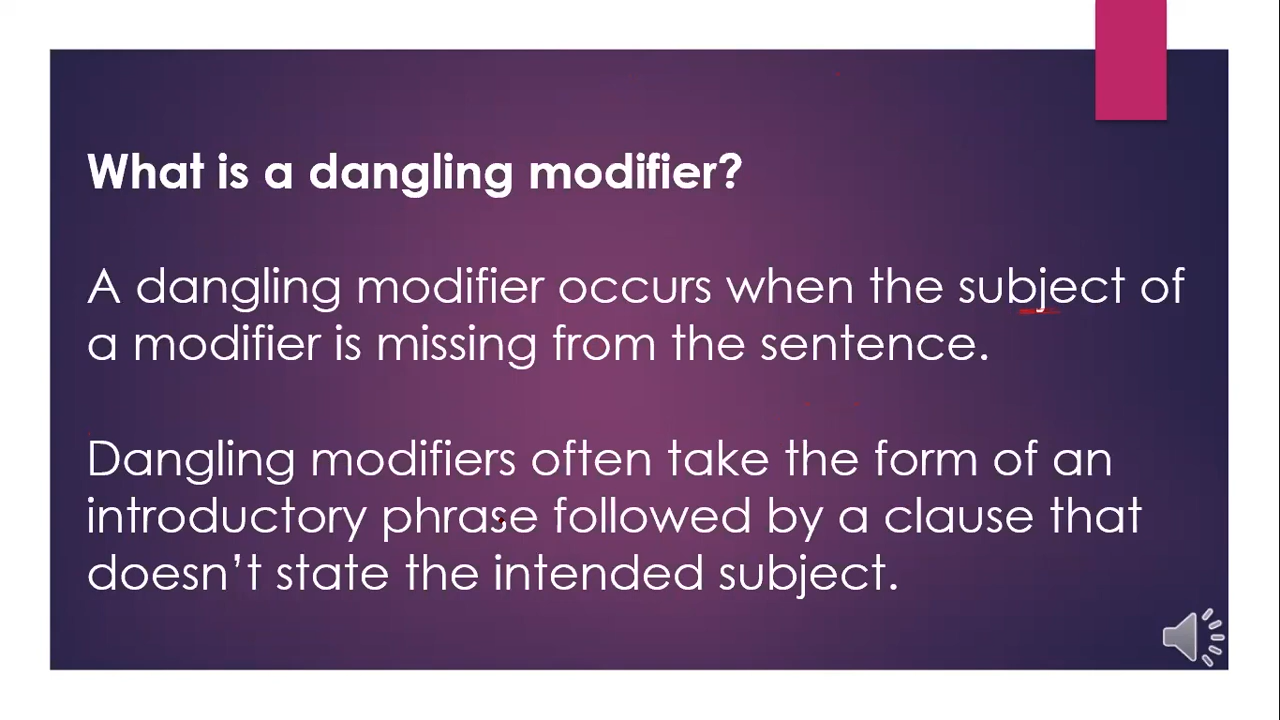 What is a dangling modifier?
A dangling modifier occurs when the subject of
a modifier is missing from the sentence.
Dangling modifiers often take the form of an
introductory phrase followed by a clause that
doesn’t state the intended subject.